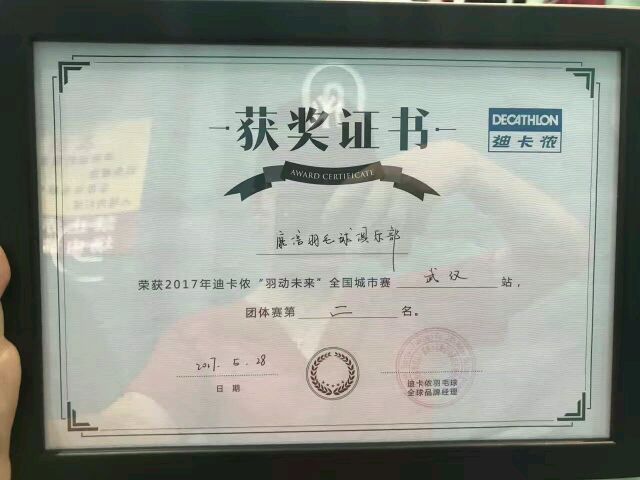 获奖证书
DECATHLON
迪卡侬
AWARD CERTIFICATE
康信羽毛球俱乐部
荣获2017年迪卡侬“羽动未来”全国城市赛 武汉 站,
团体赛第 二 名。
2017. 5. 28
日期
迪卡侬羽毛球
全球品牌经理